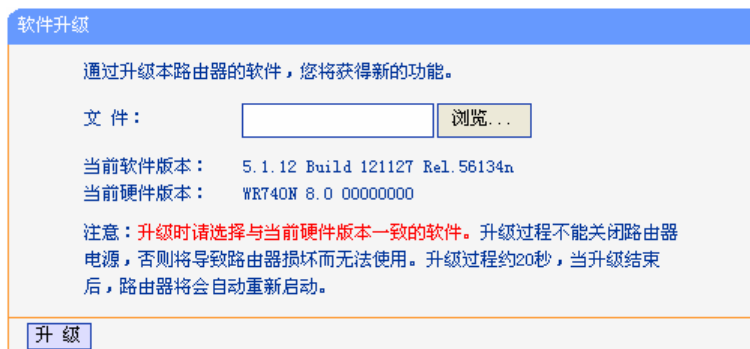 软件升级
通过升级本路由器的软件，您将获得新的功能。
文 件： 浏览...
当前软件版本： 5.1.12 Build 121127 Rel.56134n
当前硬件版本： WR740N 8.0 00000000
注意：升级时请选择与当前硬件版本一致的软件。升级过程不能关闭路由器
电源，否则将导致路由器损坏而无法使用。升级过程约20秒，当升级结束
后，路由器将会自动重新启动。
升 级